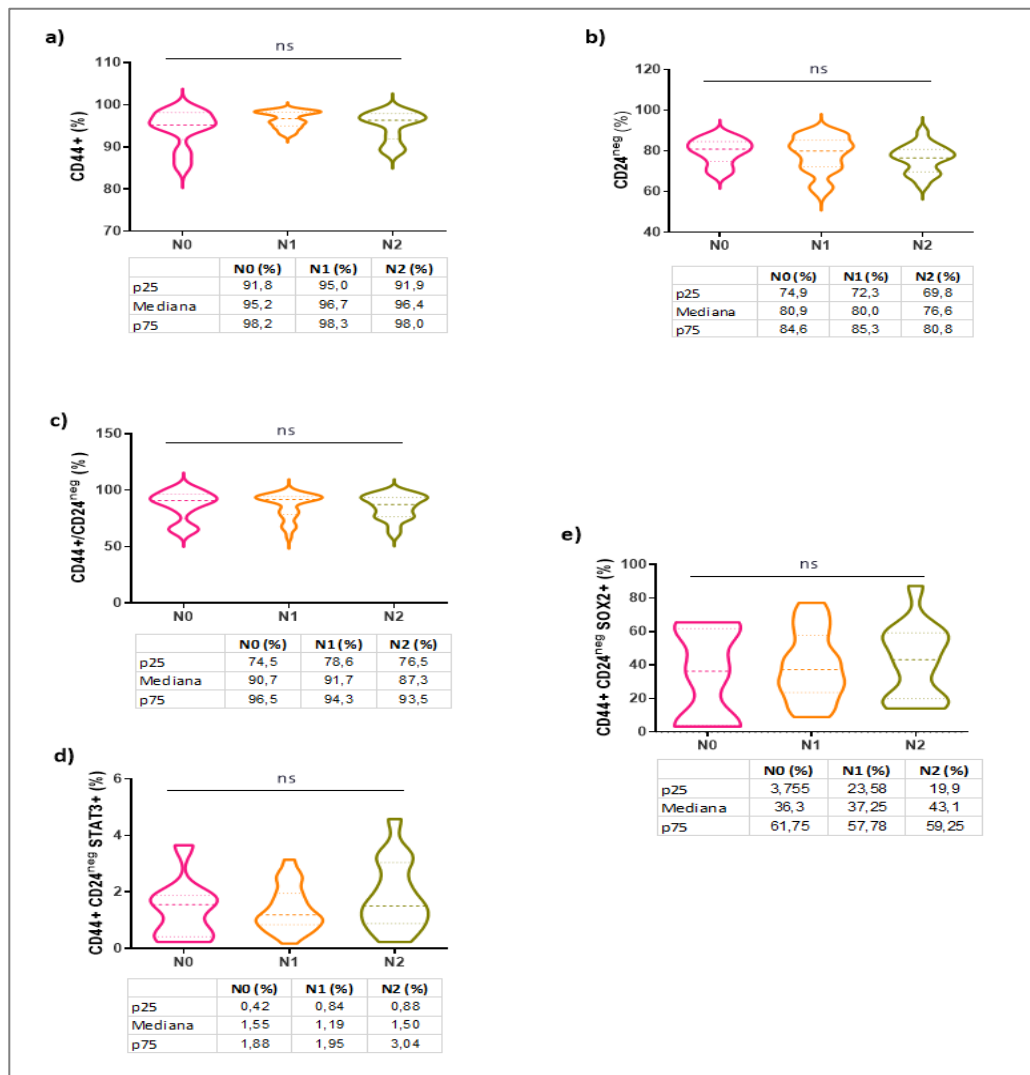 a)
ns
110
100
90
80
70
CD44+ (%)
N0 N1 N2
N0 (%) N1 (%) N2 (%)
p25 91,8 95,0 91,9
Mediana 95,2 96,7 96,4
p75 98,2 98,3 98,0
b)
ns
120
100
80
60
40
CD24neg (%)
N0 N1 N2
N0 (%) N1 (%) N2 (%)
p25 74,9 72,3 69,8
Mediana 80,9 80,0 76,6
p75 84,6 85,3 80,8
c)
ns
150
100
50
0
CD44+/CD24neg (%)
N0 N1 N2
N0 (%) N1 (%) N2 (%)
p25 74,5 78,6 76,5
Mediana 90,7 91,7 87,3
p75 96,5 94,3 93,5
d)
ns
6
4
2
0
CD44+ CD24neg STAT3+ (%)
N0 N1 N2
N0 (%) N1 (%) N2 (%)
p25 0,42 0,84 0,88
Mediana 1,55 1,19 1,50
p75 1,88 1,95 3,04
e)
ns
100
80
60
40
20
0
CD44+ CD24neg SOX2+ (%)
N0 N1 N2
N0 (%) N1 (%) N2 (%)
p25 3,755 23,58 19,9
Mediana 36,3 37,25 43,1
p75 61,75 57,78 59,25